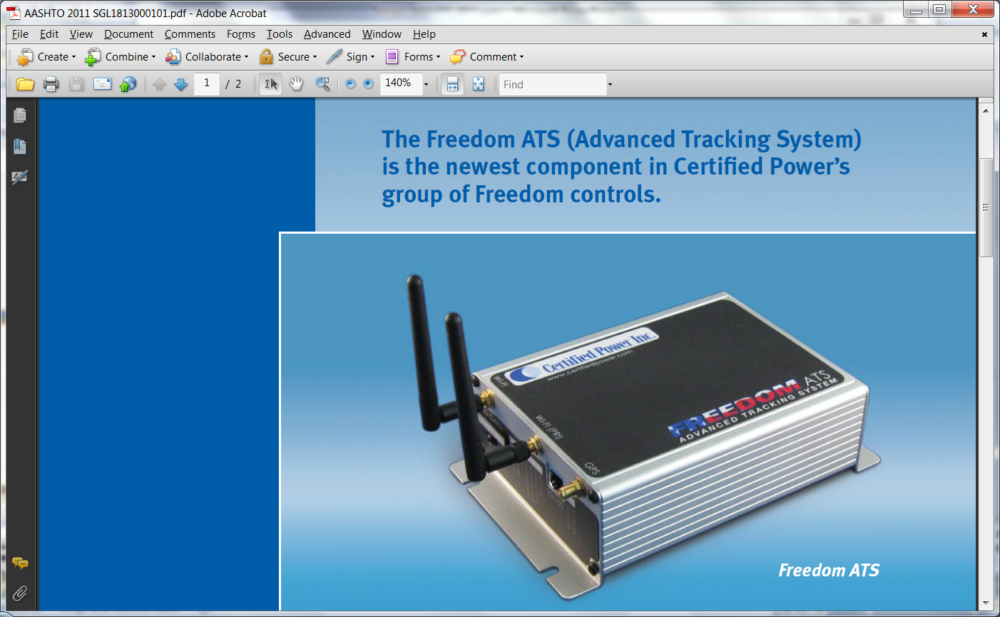 AASHTO 2011 SGL1813000101.pdf - Adobe Acrobat
File Edit View Document Comments Forms Tools Advanced Window Help
Create Combine Collaborate Secure Sign Forms Comment
1 / 2 140% Find
The Freedom ATS (Advanced Tracking System)
is the newest component in Certified Power’s
group of Freedom controls.
Certified Power Inc.
www.certifiedpower.com
WI-FI
WI-FI (PRI)
GPS
FREEDOM ATS
ADVANCED TRACKING SYSTEM
Freedom ATS